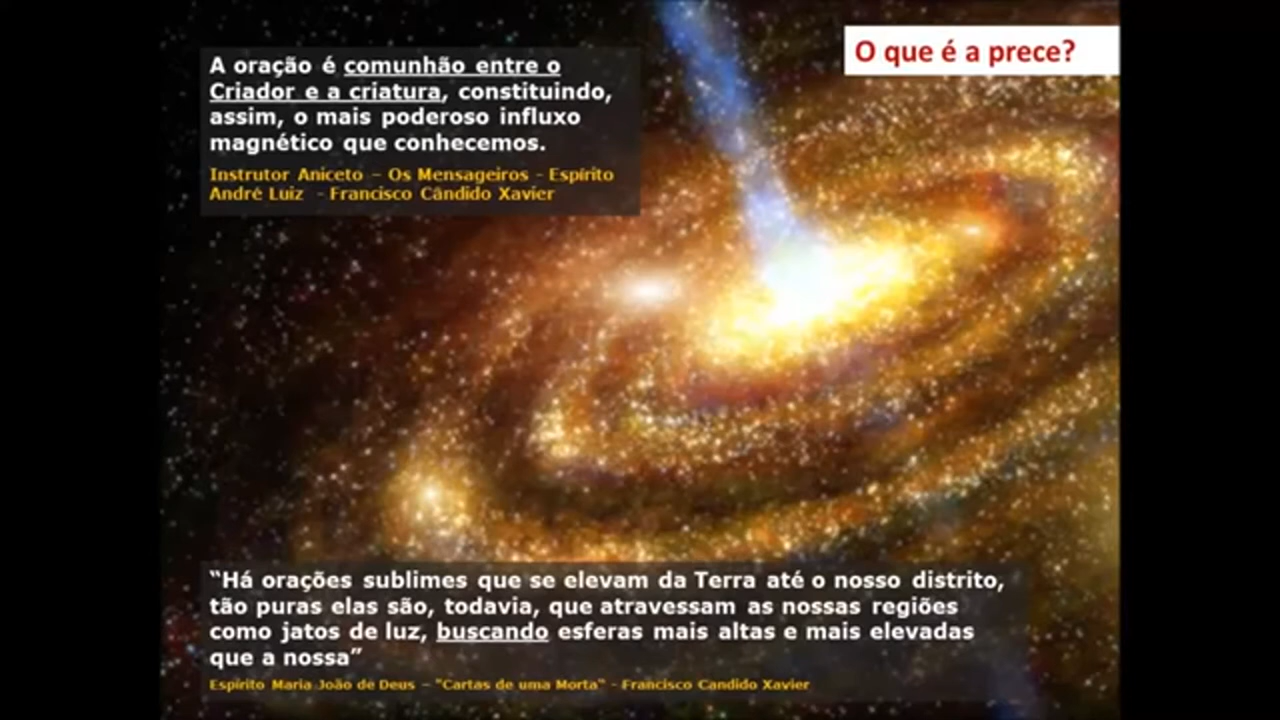 O que é a prece?
A oração é comunhão entre o
Criador e a criatura, constituindo,
assim, o mais poderoso influxo
magnético que conhecemos.
Instrutor Aniceto – Os Mensageiros - Espírito
André Luiz - Francisco Cândido Xavier
“Há orações sublimes que se elevam da Terra até o nosso distrito,
tão puras elas são, todavia, que atravessam as nossas regiões
como jatos de luz, buscando esferas mais altas e mais elevadas
que a nossa”
Espírito Maria João de Deus – "Cartas de uma Morta" - Francisco Candido Xavier